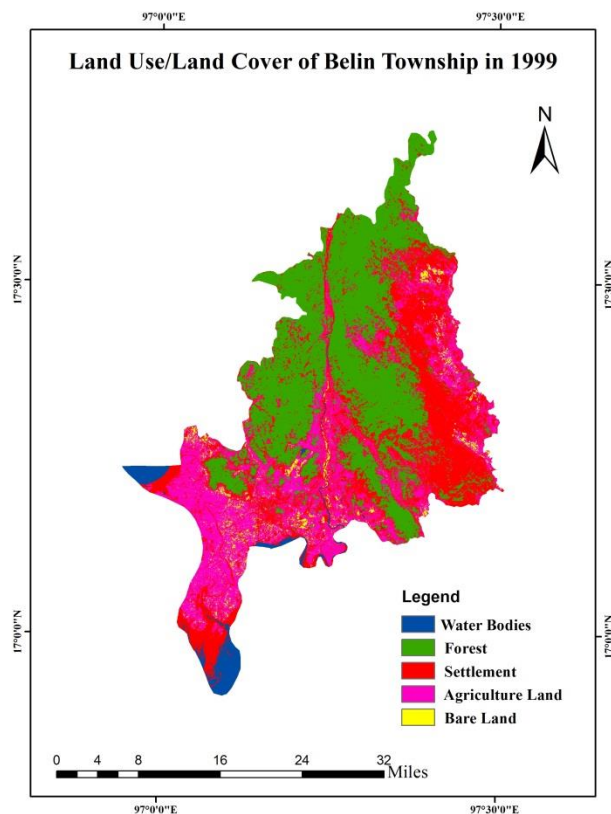 97°0'0"E 97°30'0"E
Land Use/Land Cover of Belin Township in 1999
N
17°30'0"N 17°30'0"N
Legend
Water Bodies
Forest
Settlement
Agriculture Land
Bare Land
17°0'0"N 17°0'0"N
0 4 8 16 24 32
Miles
97°0'0"E 97°30'0"E